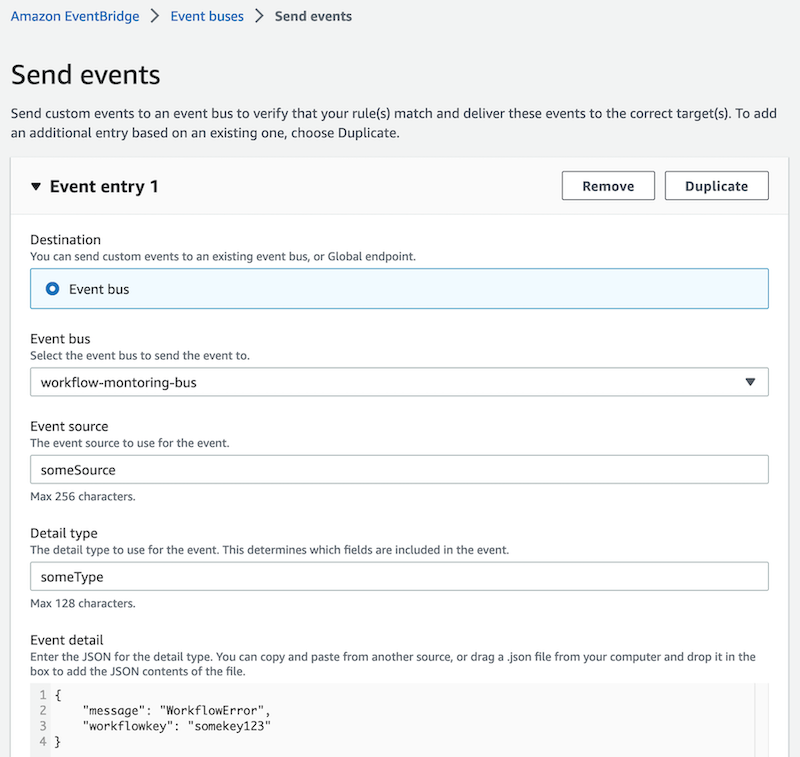 Amazon EventBridge > Event buses > Send events
Send events
Send custom events to an event bus to verify that your rule(s) match and deliver these events to the correct target(s). To add
an additional entry based on an existing one, choose Duplicate.
▼ Event entry 1 Remove Duplicate
Destination
You can send custom events to an existing event bus, or Global endpoint.
Event bus
Event bus
Select the event bus to send the event to.
workflow-montoring-bus
Event source
The event source to use for the event.
someSource
Max 256 characters.
Detail type
The detail type to use for the event. This determines which fields are included in the event.
someType
Max 128 characters.
Event detail
Enter the JSON for the detail type. You can copy and paste from another source, or drag a .json file from your computer and drop it in the
box to add the JSON contents of the file.
1 {
2 "message": "WorkflowError",
3 "workflowkey": "somekey123"
4 }